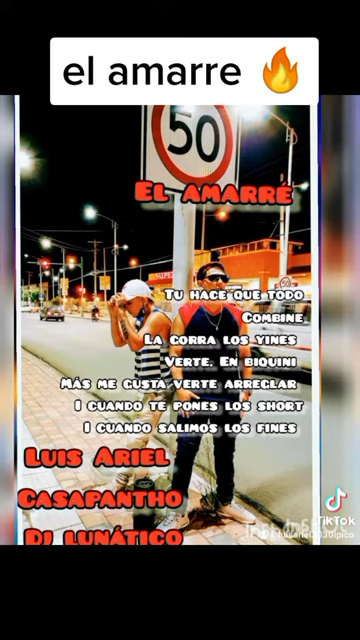 el amarre 🔥
50
El amarre
Tu hace que todo
Combine
La gorra los yines
Verte. En biquini
Más me gusta verte arreglar
I cuando te pones los short
I cuando salimos los fines
50
Luis Ariel
Casapantho
Dj lunático
TikTok